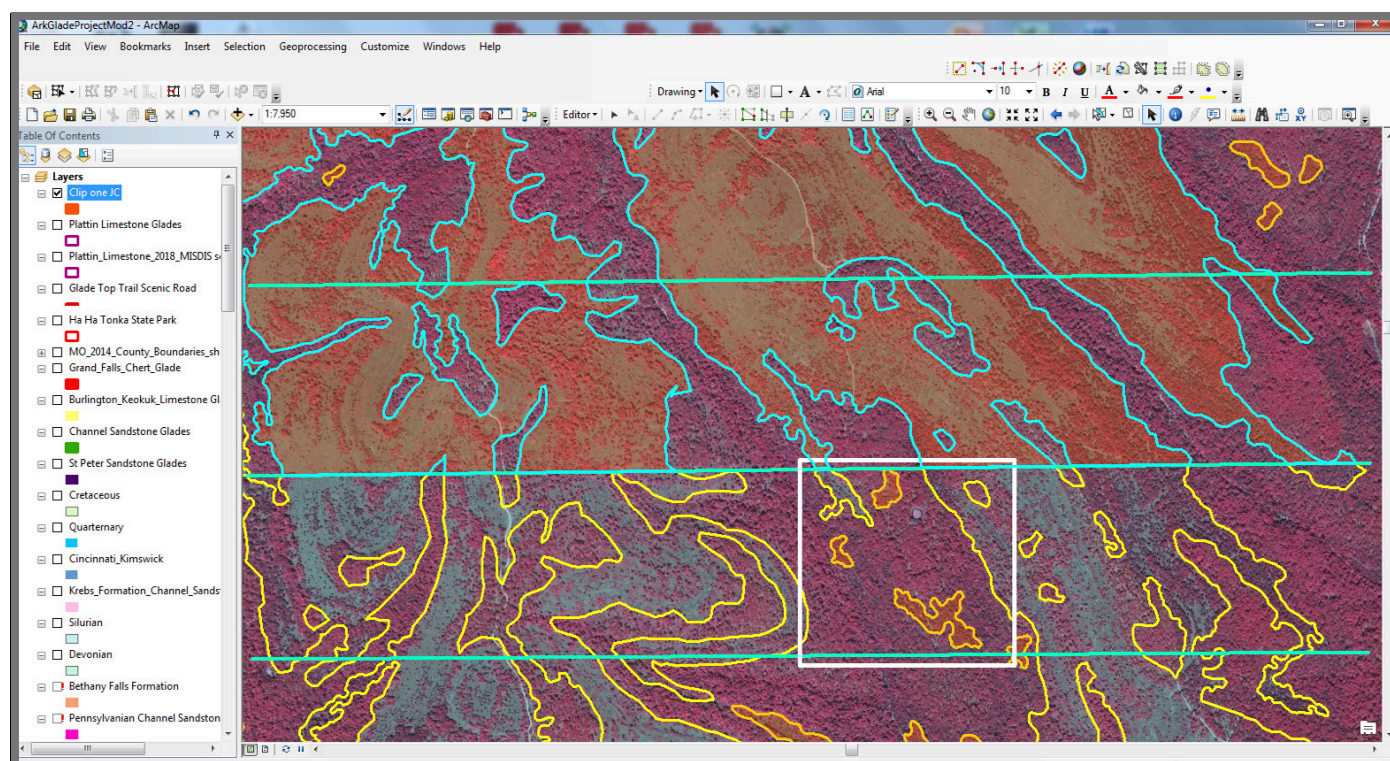 ArkGladeProjectMod2 - ArcMap
File Edit View Bookmarks Insert Selection Geoprocessing Customize Windows Help
Drawing A Arial 10 B I U A
1:7,950 Editor
Table Of Contents
Layers
Clip one JC
Plattin Limestone Glades
Plattin_Limestone_2018_MISDIS s
Glade Top Trail Scenic Road
Ha Ha Tonka State Park
MO_2014_County_Boundaries_sh
Grand_Falls_Chert_Glade
Burlington_Keokuk_Limestone Gl
Channel Sandstone Glades
St Peter Sandstone Glades
Cretaceous
Quarternary
Cincinnati_Kimswick
Krebs_Formation_Channel_Sands
Silurian
Devonian
Bethany Falls Formation
Pennsylvanian Channel Sandston